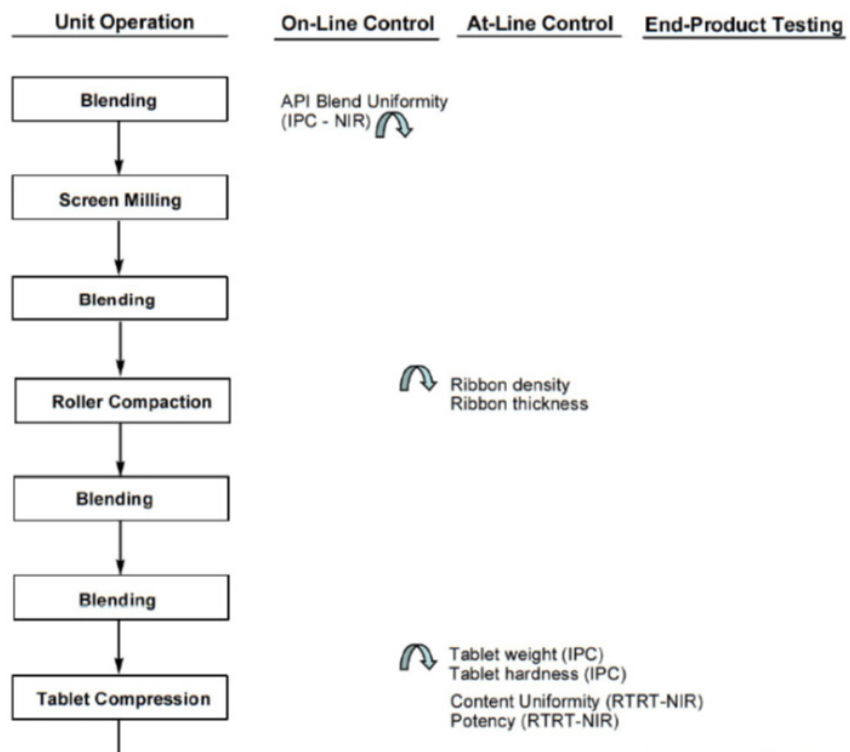 Unit Operation On-Line Control At-Line Control End-Product Testing
Blending
API Blend Uniformity
(IPC - NIR)
Screen Milling
Blending
Roller Compaction
Ribbon density
Ribbon thickness
Blending
Blending
Tablet Compression
Tablet weight (IPC)
Tablet hardness (IPC)
Content Uniformity (RTRT-NIR)
Potency (RTRT-NIR)